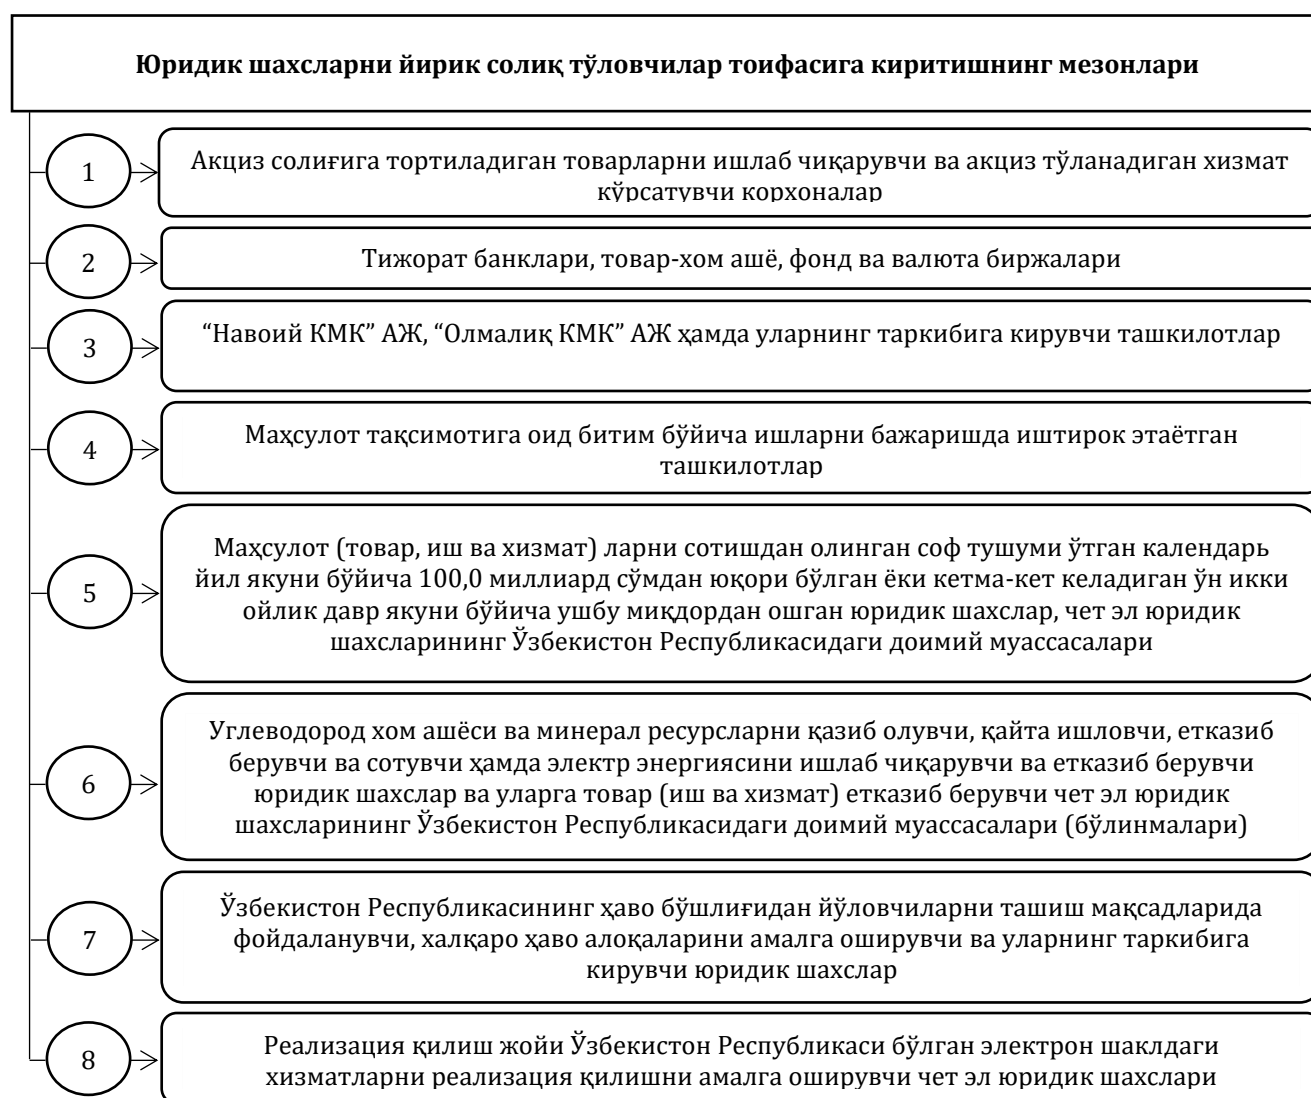 Юридик шахсларни йирик солиқ тўловчилар тоифасига киритишнинг мезонлари
1
Акциз солиғига тортиладиган товарларни ишлаб чиқарувчи ва акциз тўланадиган хизмат
кўрсатувчи корхоналар
2
Тижорат банклари, товар-хом ашё, фонд ва валюта биржалари
3
“Навоий КМК” АЖ, “Олмалиқ КМК” АЖ ҳамда уларнинг таркибига кирувчи ташкилотлар
4
Маҳсулот тақсимотига оид битим бўйича ишларни бажаришда иштирок этаётган
ташкилотлар
5
Маҳсулот (товар, иш ва хизмат) ларни сотишдан олинган соф тушуми ўтган календарь
йил якуни бўйича 100,0 миллиард сўмдан юқори бўлган ёки кетма-кет келадиган ўн икки
ойлик давр якуни бўйича ушбу миқдордан ошган юридик шахслар, чет эл юридик
шахсларининг Ўзбекистон Республикасидаги доимий муассасалари
6
Углеводород хом ашёси ва минерал ресурсларни қазиб олувчи, қайта ишловчи, етказиб
берувчи ва сотувчи ҳамда электр энергиясини ишлаб чиқарувчи ва етказиб берувчи
юридик шахслар ва уларга товар (иш ва хизмат) етказиб берувчи чет эл юридик
шахсларининг Ўзбекистон Республикасидаги доимий муассасалари (бўлинмалари)
7
Ўзбекистон Республикасининг ҳаво бўшлиғидан йўловчиларни ташиш мақсадларида
фойдаланувчи, халқаро ҳаво алоқаларини амалга оширувчи ва уларнинг таркибига
кирувчи юридик шахслар
8
Реализация қилиш жойи Ўзбекистон Республикаси бўлган электрон шаклдаги
хизматларни реализация қилишни амалга оширувчи чет эл юридик шахслари